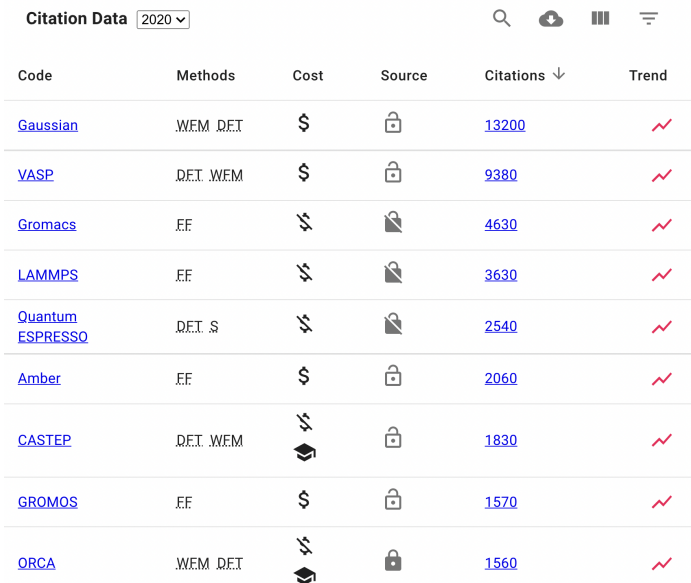 Citation Data 2020
Code Methods Cost Source Citations Trend
Gaussian WFM DFT $ 13200
VASP DFT WFM $ 9380
Gromacs FF 4630
LAMMPS FF 3630
Quantum
ESPRESSO DFT S 2540
Amber FF $ 2060
CASTEP DFT WFM 1830
GROMOS FF $ 1570
ORCA WFM DFT 1560